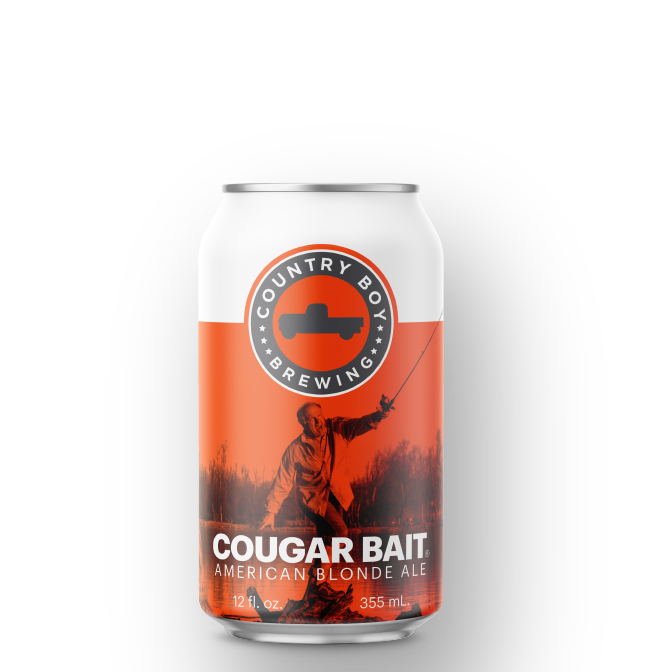 COUNTRY BOY
BREWING
COUGAR BAIT®
AMERICAN BLONDE ALE
12 fl. oz. 355 mL.